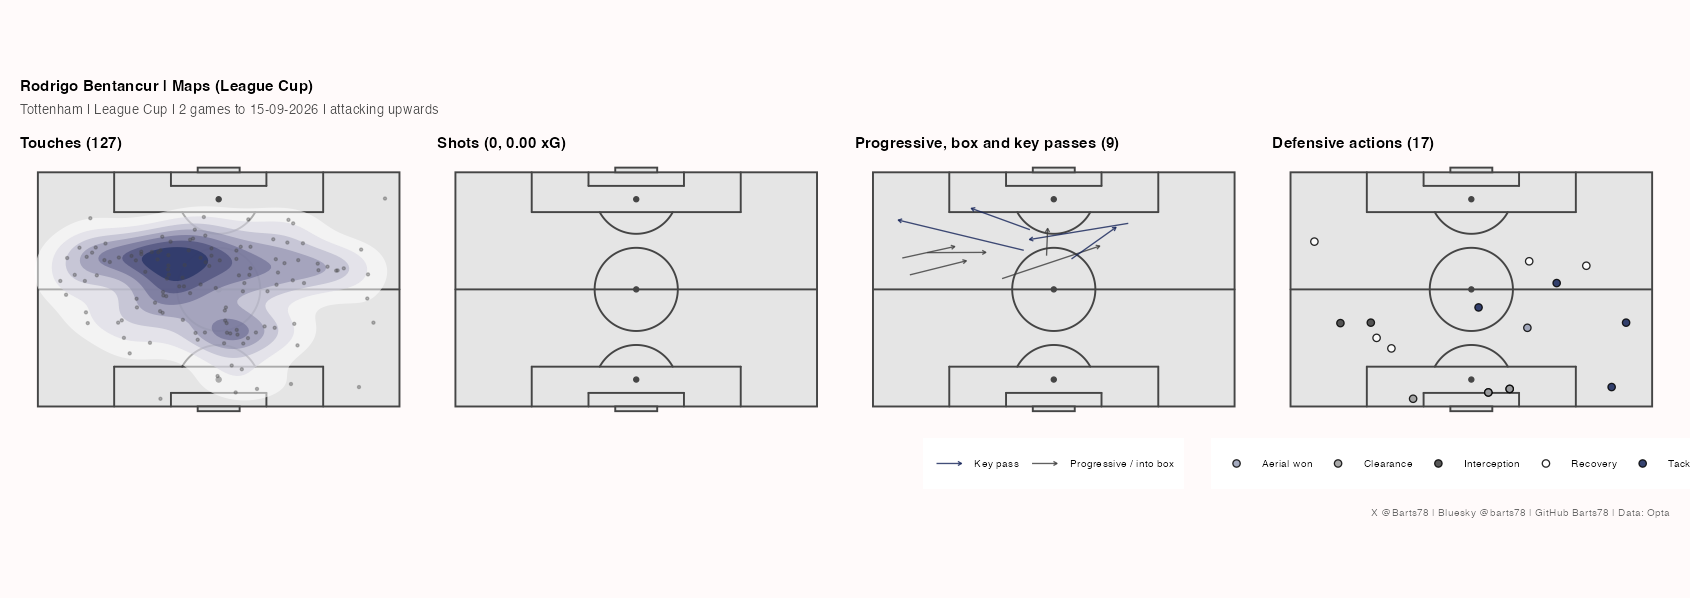 Rodrigo Bentancur | Maps (League Cup)
Tottenham | League Cup | 2 games to 15-09-2026 | attacking upwards
Touches (127)
Shots (0, 0.00 xG)
Progressive, box and key passes (9)
Defensive actions (17)
Key pass
Progressive / into box
Aerial won
Clearance
Interception
Recovery
Tack
X @Barts78 | Bluesky @barts78 | GitHub Barts78 | Data: Opta